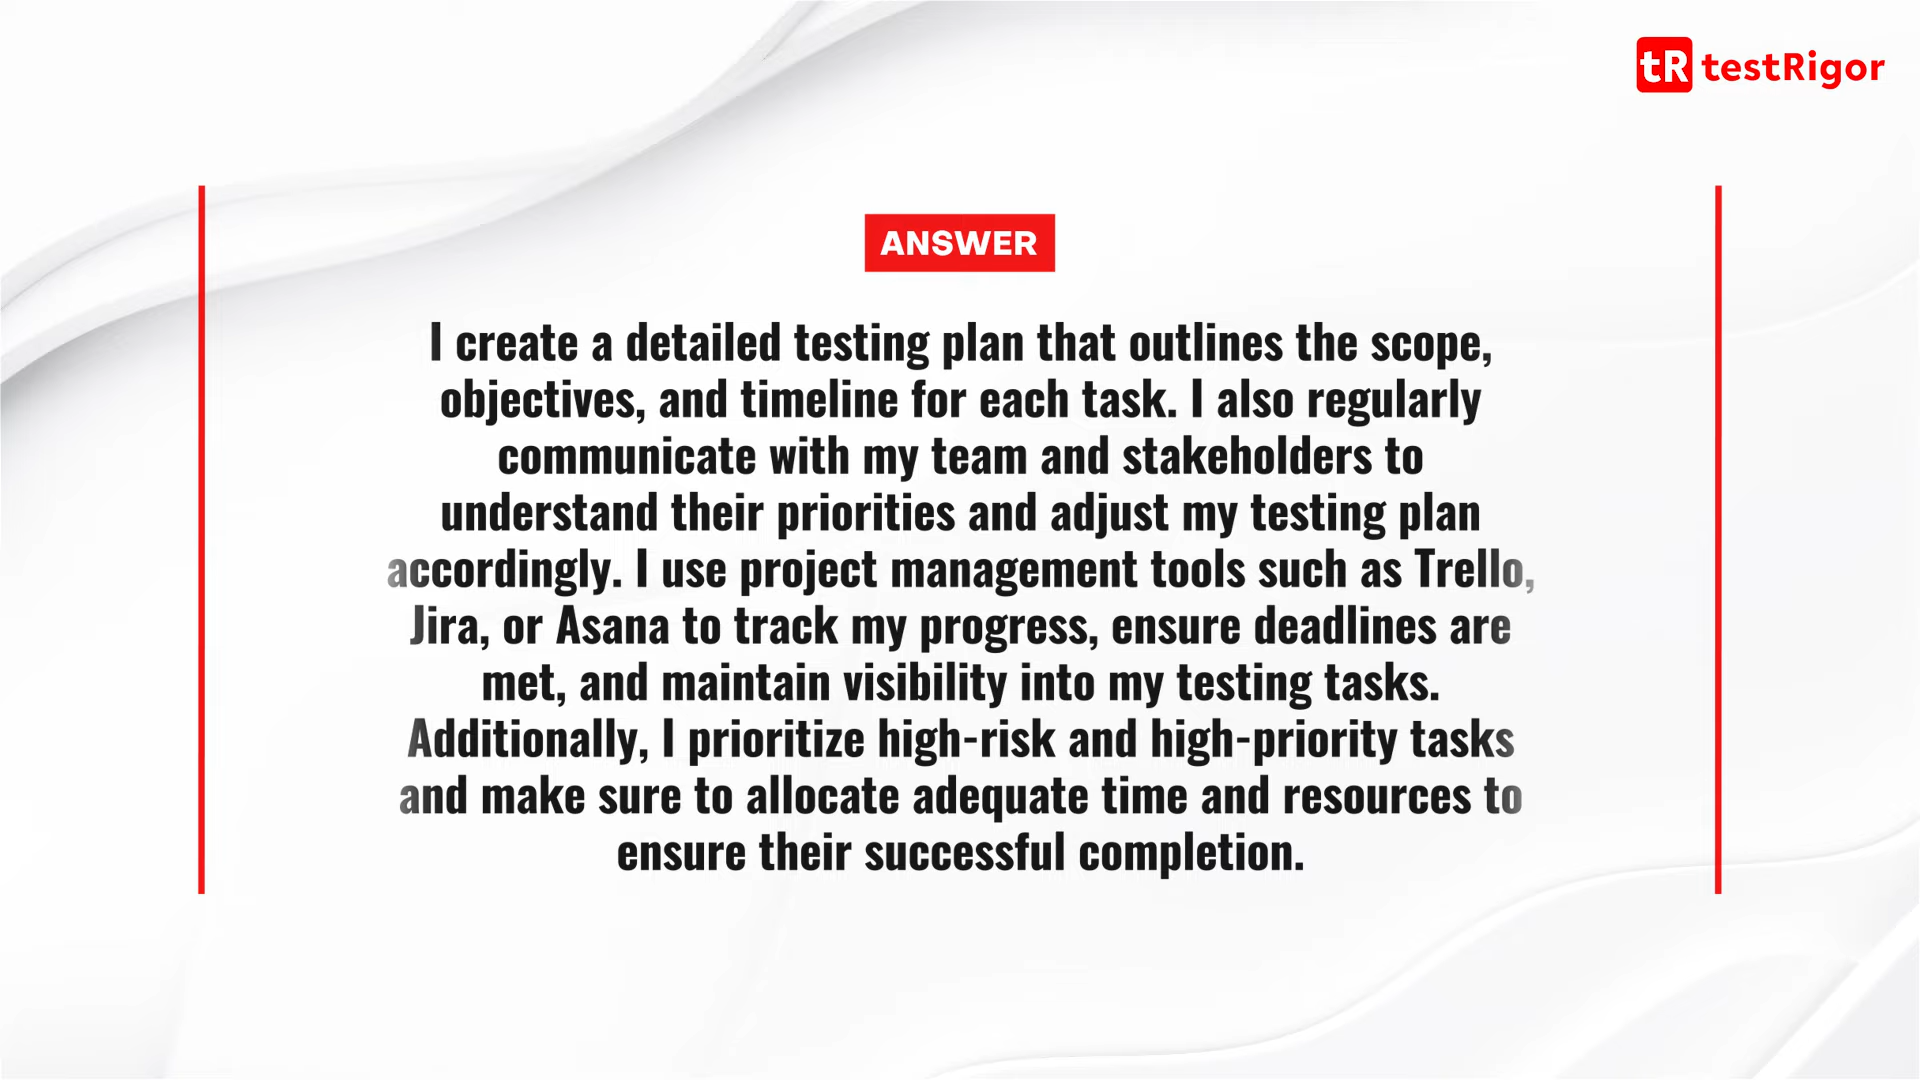 tR testRigor
ANSWER
I create a detailed testing plan that outlines the scope,
objectives, and timeline for each task. I also regularly
communicate with my team and stakeholders to
understand their priorities and adjust my testing plan
accordingly. I use project management tools such as Trello,
Jira, or Asana to track my progress, ensure deadlines are
met, and maintain visibility into my testing tasks.
Additionally, I prioritize high-risk and high-priority tasks
and make sure to allocate adequate time and resources to
ensure their successful completion.